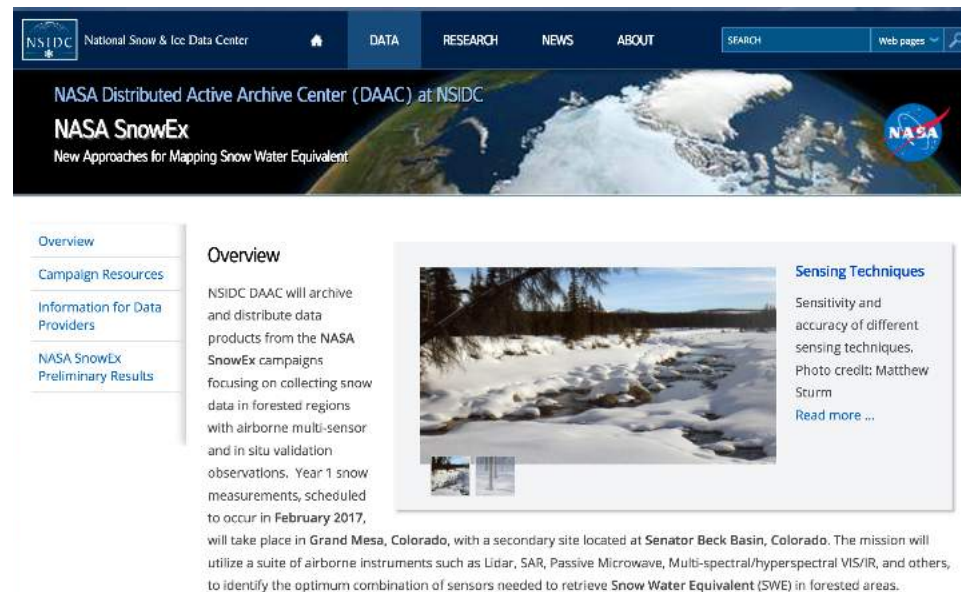 NSIDC
National Snow & Ice Data Center
DATA
RESEARCH
NEWS
ABOUT
SEARCH
Web pages
NASA Distributed Active Archive Center (DAAC) at NSIDC
NASA SnowEx
New Approaches for Mapping Snow Water Equivalent
NASA
Overview
Campaign Resources
Information for Data
Providers
NASA SnowEx
Preliminary Results
Overview
NSIDC DAAC will archive
and distribute data
products from the NASA
SnowEx campaigns
focusing on collecting snow
data in forested regions
with airborne multi-sensor
and in situ validation
observations. Year 1 snow
measurements, scheduled
to occur in February 2017,
will take place in Grand Mesa, Colorado, with a secondary site located at Senator Beck Basin, Colorado. The mission will
utilize a suite of airborne instruments such as Lidar, SAR, Passive Microwave, Multi-spectral/hyperspectral VIS/IR, and others,
to identify the optimum combination of sensors needed to retrieve Snow Water Equivalent (SWE) in forested areas.
Sensing Techniques
Sensitivity and
accuracy of different
sensing techniques.
Photo credit: Matthew
Sturm
Read more ...